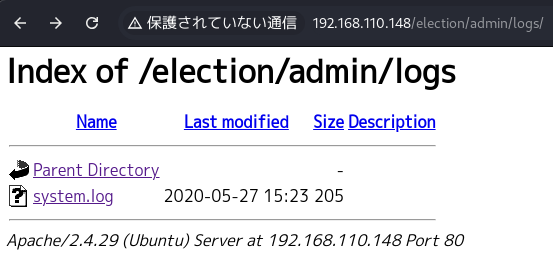 保護されていない通信 192.168.110.148/election/admin/logs/
Index of /election/admin/logs
Name Last modified Size Description
Parent Directory -
system.log 2020-05-27 15:23 205
Apache/2.4.29 (Ubuntu) Server at 192.168.110.148 Port 80